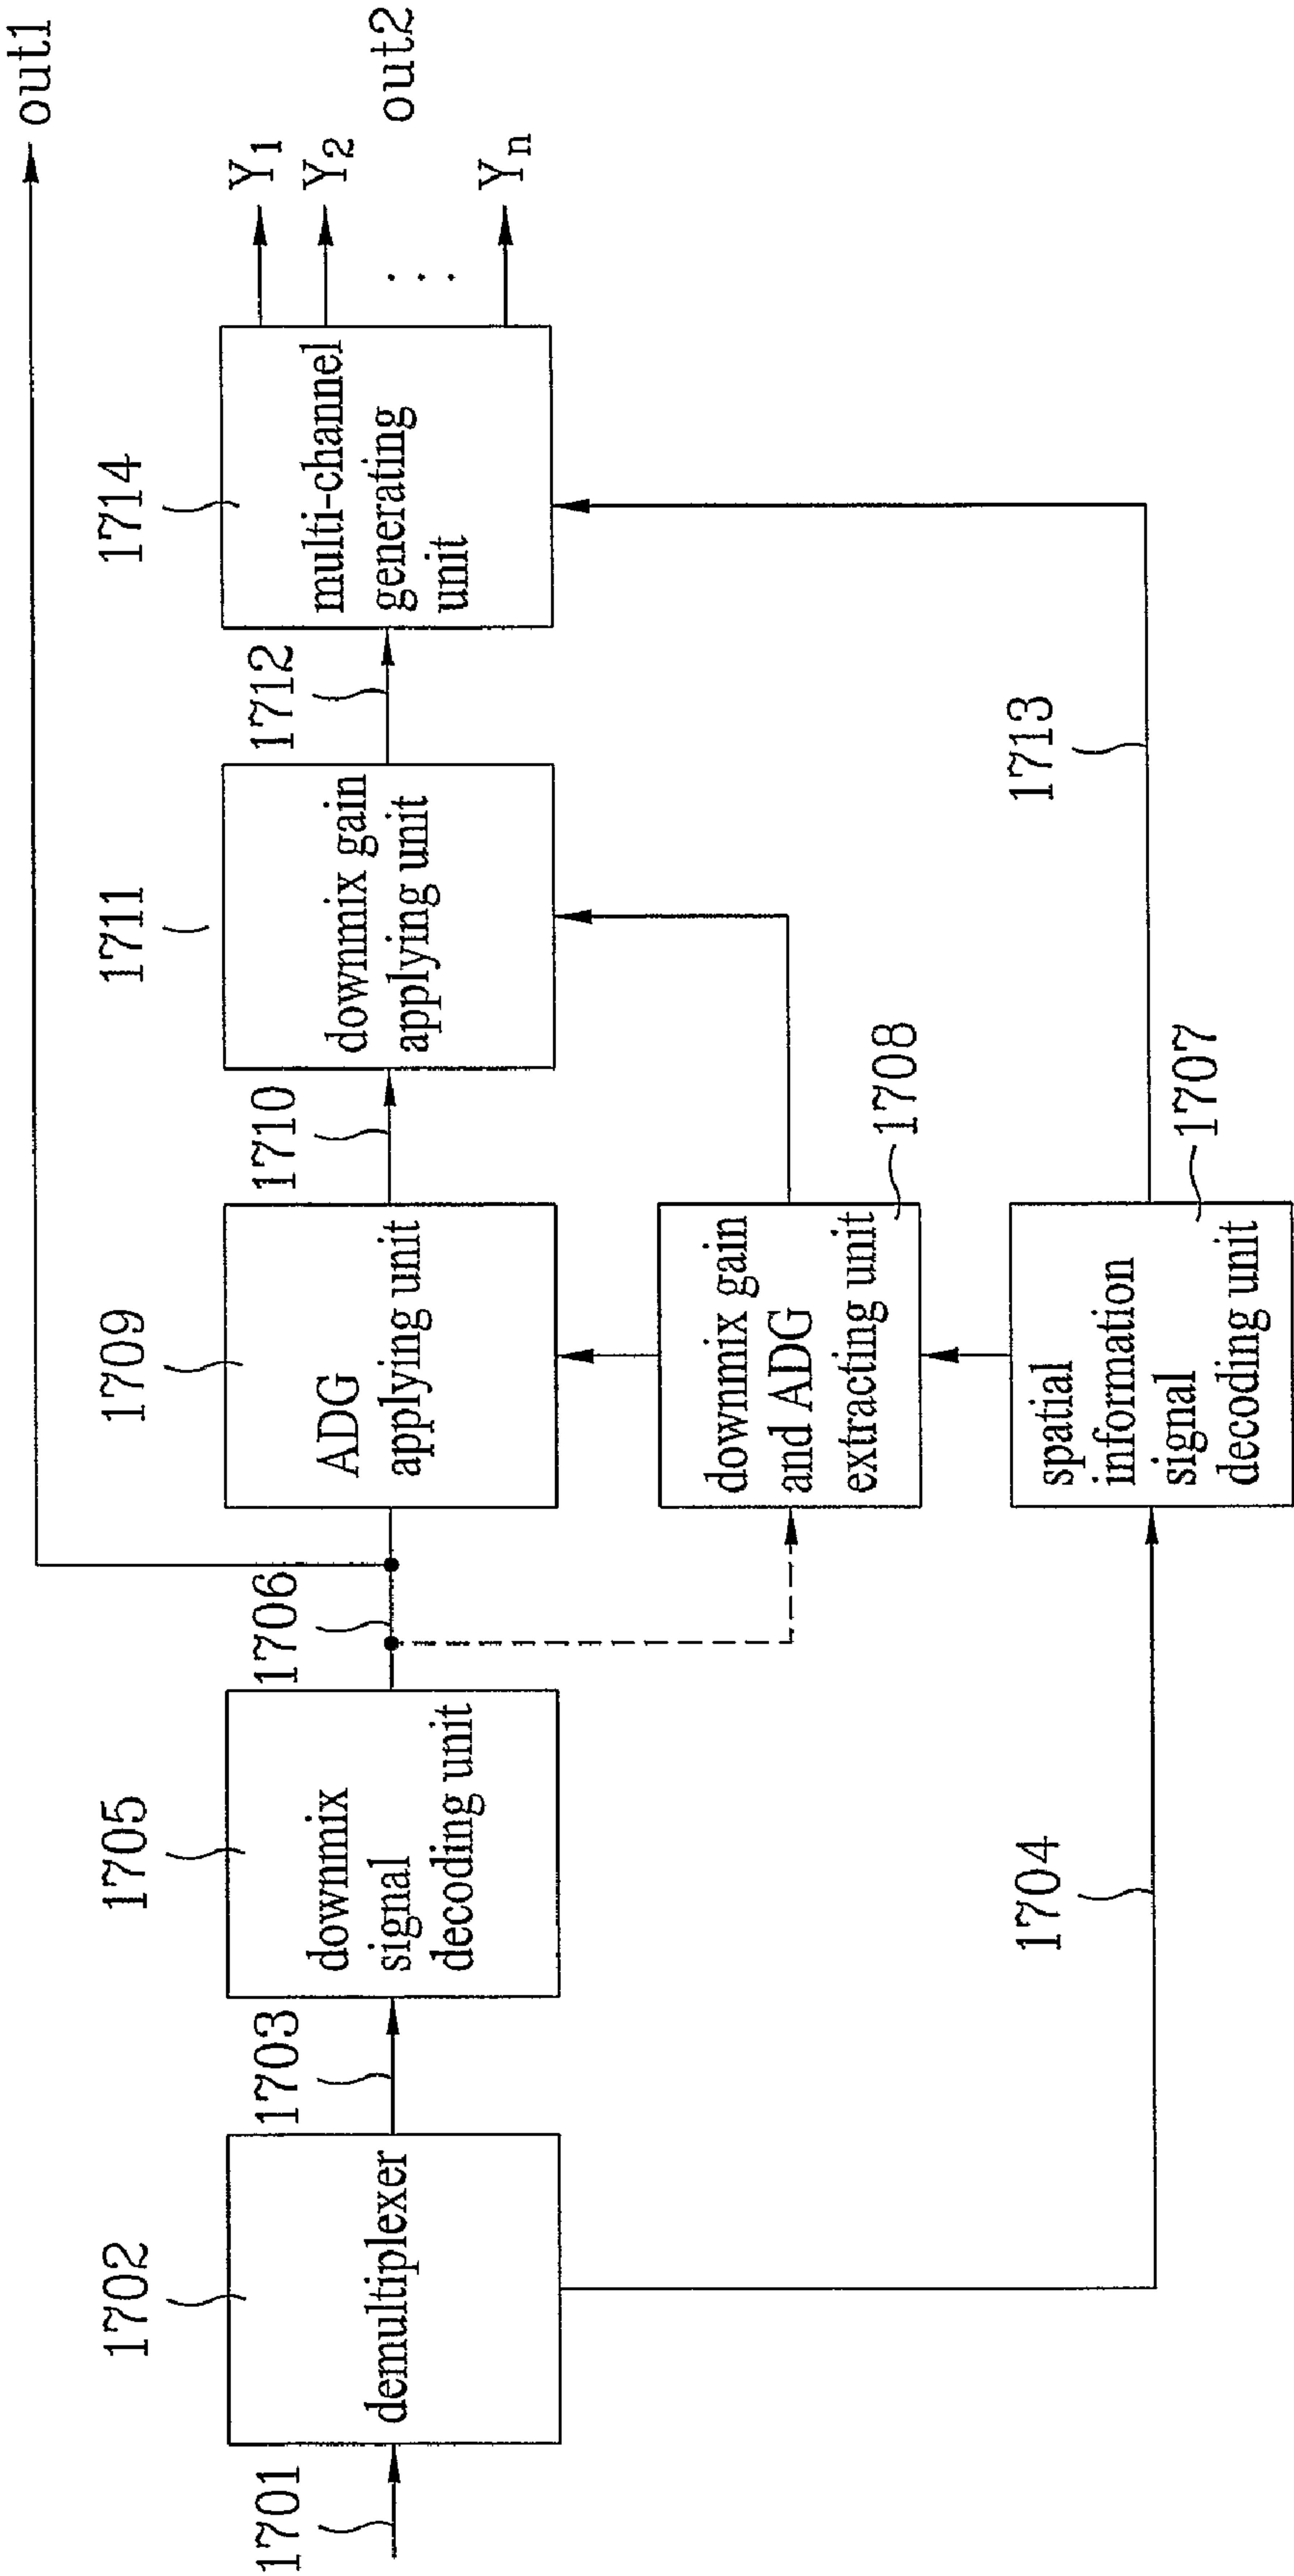 out1
1714
multi-channel
generating
unit
Y1
Y2
. . .
Yn
out2
1712
1711
downmix gain
applying unit
1710
1709
ADG
applying unit
1706
1705
downmix
signal
decoding unit
1703
1702
demultiplexer
1701
1708
downmix gain
and ADG
extracting unit
1713
1707
spatial
information
signal
decoding unit
1704